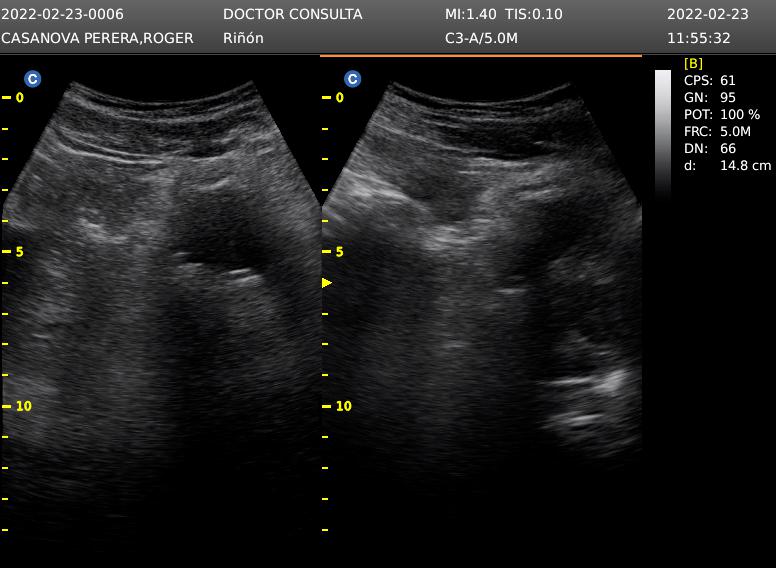 2022-02-23-0006 DOCTOR CONSULTA MI:1.40 TIS:0.10 2022-02-23
CASANOVA PERERA,ROGER Riñón C3-A/5.0M 11:55:32
C C
[B]
0 0
CPS: 61
GN: 95
POT: 100 %
FRC: 5.0M
DN: 66
d: 14.8 cm
5 5
10 10